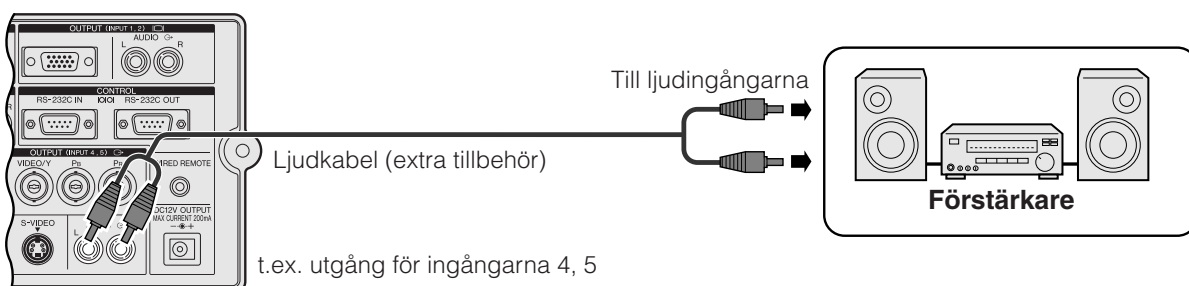 OUTPUT (INPUT 1, 2)
AUDIO
L R
CONTROL
RS-232C IN RS-232C OUT
OUTPUT (INPUT 4, 5)
VIDEO/Y PB PR
WIRED REMOTE
DC12V OUTPUT
MAX CURRENT 200mA
S-VIDEO
L
Till ljudingångarna
Ljudkabel (extra tillbehör)
Förstärkare
t.ex. utgång för ingångarna 4, 5